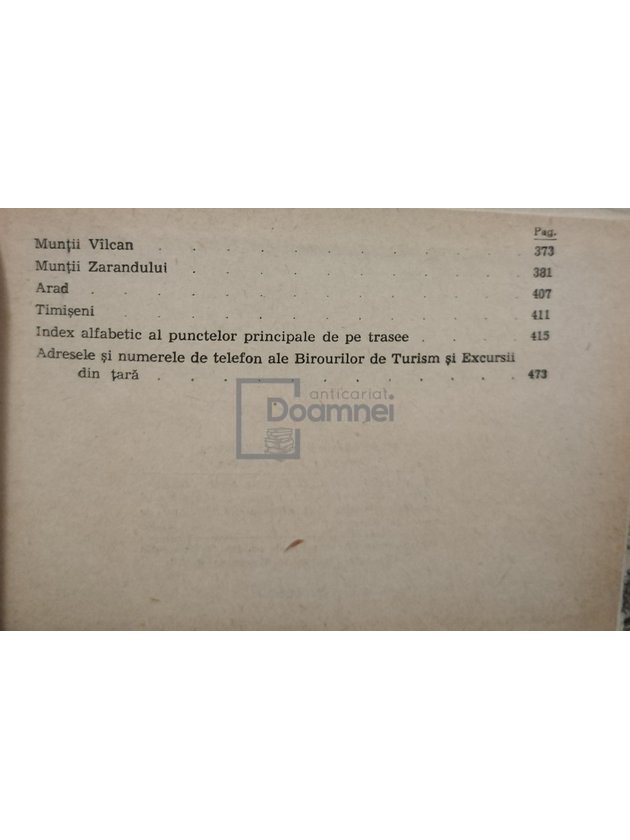 Pag.
Munții Vîlcan . . . . . . . . . . . . 373
Munții Zarandului . . . . . . . . . . . 381
Arad . . . . . . . . . . . . . . 407
Timișeni . . . . . . . . . . . . . 411
Index alfabetic al punctelor principale de pe trasee . . . . 415
Adresele și numerele de telefon ale Birourilor de Turism și Excursii
din țară . . . . . . . . . . . . 473
anticariat
Doamnei